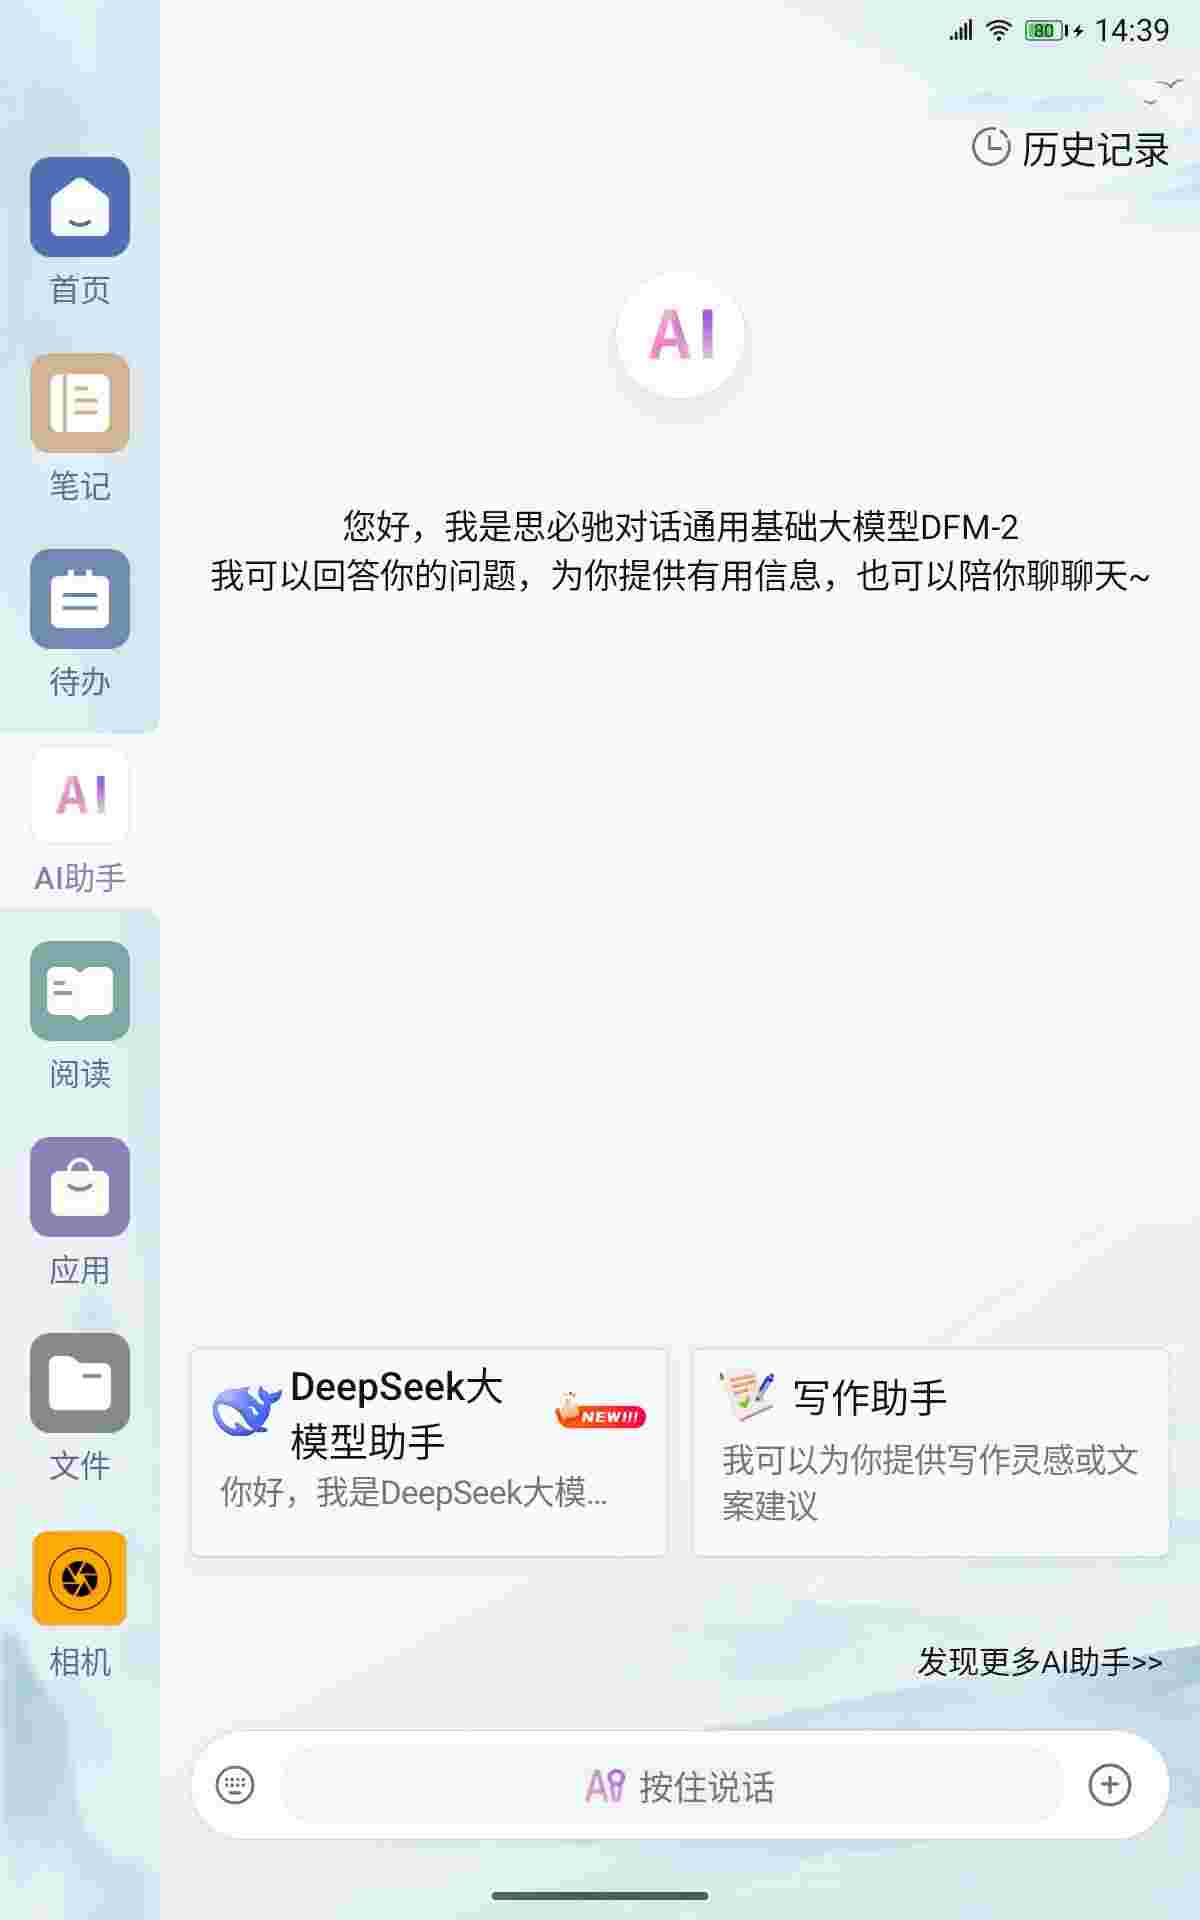 80 14:39
历史记录
首页
笔记
待办
AI
AI助手
阅读
应用
文件
相机
AI
您好，我是思必驰对话通用基础大模型DFM-2
我可以回答你的问题，为你提供有用信息，也可以陪你聊聊天~
DeepSeek大
模型助手
NEW!!!
你好，我是DeepSeek大模...
写作助手
我可以为你提供写作灵感或文
案建议
发现更多AI助手>>
按住说话